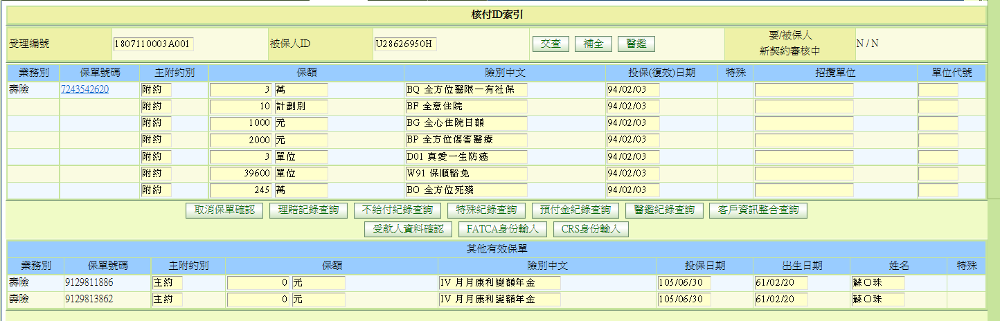 核付ID索引
受理編號 1807110003A001 被保人ID U28626950H 交查 補全 醫鑑 要/被保人 N / N
新契約審核中
業務別 保單號碼 主附約別 保額 險別中文 投保(復效)日期 特殊 招攬單位 單位代號
壽險 7243542620 附約 3 萬 BQ 全方位醫限一有社保 94/02/03
附約 10 計劃別 BF 全意住院 94/02/03
附約 1000 元 BG 全心住院日額 94/02/03
附約 2000 元 BP 全方位傷害醫療 94/02/03
附約 3 單位 D01 真愛一生防癌 94/02/03
附約 39600 單位 W91 保順豁免 94/02/03
附約 245 萬 BO 全方位死殘 94/02/03
取消保單確認 理賠記錄查詢 不給付紀錄查詢 特殊紀錄查詢 預付金紀錄查詢 醫鑑紀錄查詢 客戶資訊整合查詢
受款人資料確認 FATCA身份輸入 CRS身份輸入
其他有效保單
業務別 保單號碼 主附約別 保額 險別中文 投保日期 出生日期 姓名 特殊
壽險 9129811886 主約 0 元 IV 月月康利變額年金 105/06/30 61/02/20 蘇○珠
壽險 9129813862 主約 0 元 IV 月月康利變額年金 105/06/30 61/02/20 蘇○珠